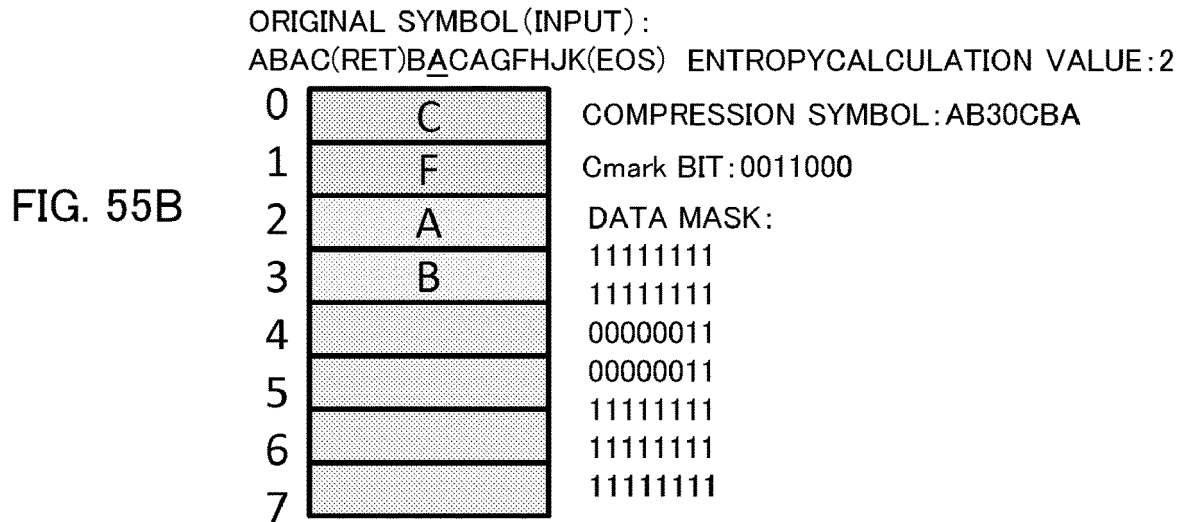 ORIGINAL SYMBOL(INPUT):
ABAC(RET)BACAGFHJK(EOS) ENTROPYCALCULATION VALUE:2
FIG. 55B
0 C
1 F
2 A
3 B
4
5
6
7
COMPRESSION SYMBOL:AB30CBA
Cmark BIT:0011000
DATA MASK:
11111111
11111111
00000011
00000011
11111111
11111111
11111111